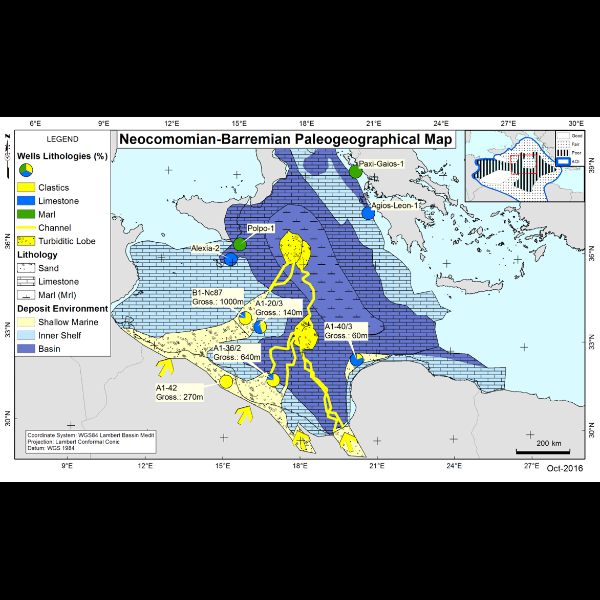 6°E 9°E 12°E 15°E 18°E 21°E 24°E 27°E 30°E
N
LEGEND
Neocomomian-Barremian Paleogeographical Map
Wells Lithologies (%)
Clastics
Limestone
Marl
Channel
Turbiditic Lobe
Lithology
Sand
Limestone
Marl (Mrl)
Deposit Environment
Shallow Marine
Inner Shelf
Basin
Good
Fair
Poor
AOI
Paxi-Gaios-1
Agios-Leon-1
Polpo-1
Alexia-2
B1-Nc87
Gross.: 1000m
A1-20/3
Gross.: 140m
A1-40/3
Gross.: 60m
A1-36/2
Gross.: 640m
A1-42
Gross.: 270m
36°N
33°N
30°N
39°N
36°N
33°N
30°N
Coordinate System: WGS84 Lambert Bassin Medit
Projection: Lambert Conformal Conic
Datum: WGS 1984
200 km
9°E 12°E 15°E 18°E 21°E 24°E 27°E
Oct-2016